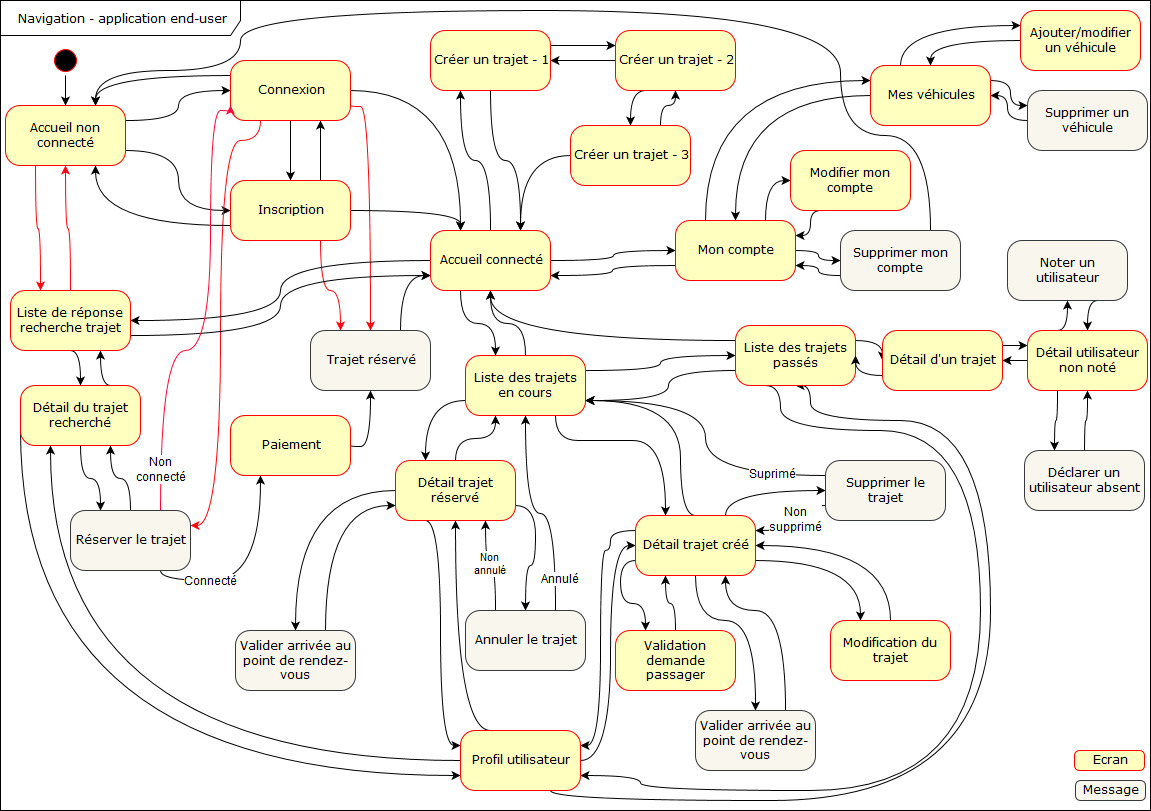 Navigation - application end-user
Créer un trajet - 1
Créer un trajet - 2
Ajouter/modifier
un véhicule
Connexion
Mes véhicules
Accueil non
connecté
Supprimer un
véhicule
Créer un trajet - 3
Modifier mon
compte
Inscription
Accueil connecté
Mon compte
Supprimer mon
compte
Noter un
utilisateur
Liste de réponse
recherche trajet
Trajet réservé
Liste des trajets
passés
Détail d'un trajet
Détail utilisateur
non noté
Liste des trajets
en cours
Détail du trajet
recherché
Paiement
Non
connecté
Détail trajet
réservé
Suprimé
Supprimer le
trajet
Déclarer un
utilisateur absent
Non
supprimé
Réserver le trajet
Détail trajet créé
Non
annulé
Connecté
Annulé
Valider arrivée au
point de rendez-
vous
Annuler le trajet
Validation
demande
passager
Modification du
trajet
Valider arrivée au
point de rendez-
vous
Profil utilisateur
Ecran
Message